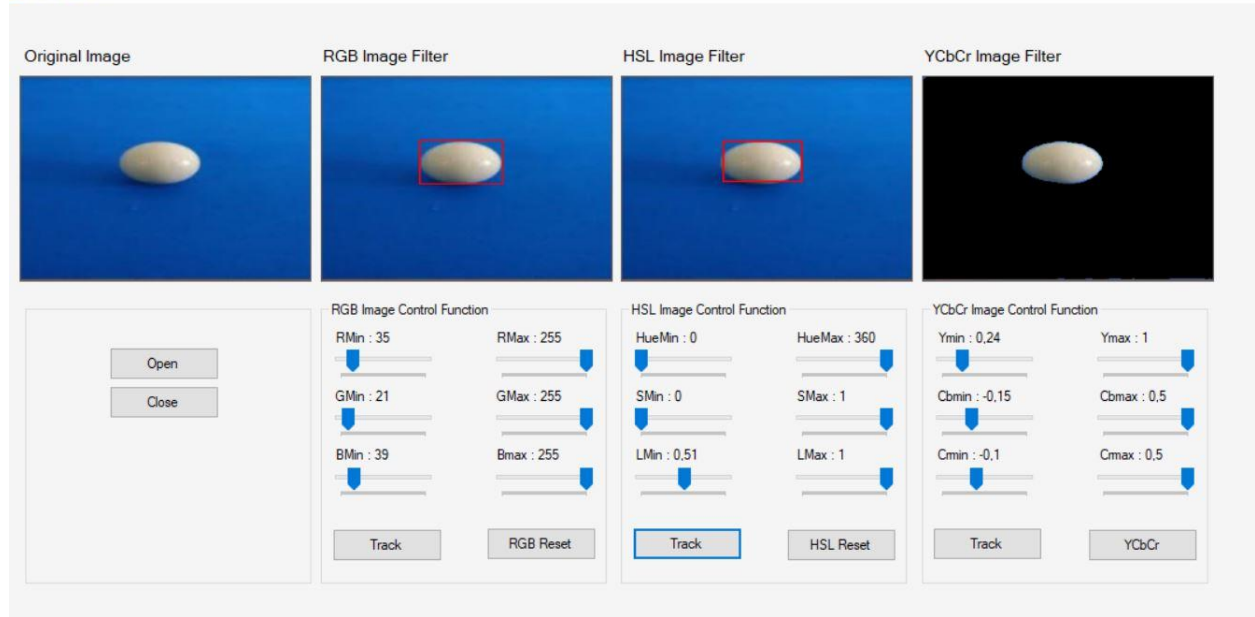 Original Image
RGB Image Filter
HSL Image Filter
YCbCr Image Filter
Open
Close
RGB Image Control Function
RMin : 35
RMax : 255
GMin : 21
GMax : 255
BMin : 39
Bmax : 255
Track
RGB Reset
HSL Image Control Function
HueMin : 0
HueMax : 360
SMin : 0
SMax : 1
LMin : 0,51
LMax : 1
Track
HSL Reset
YCbCr Image Control Function
Ymin : 0,24
Ymax : 1
Cbmin : -0,15
Cbmax : 0,5
Crmin : -0,1
Crmax : 0,5
Track
YCbCr